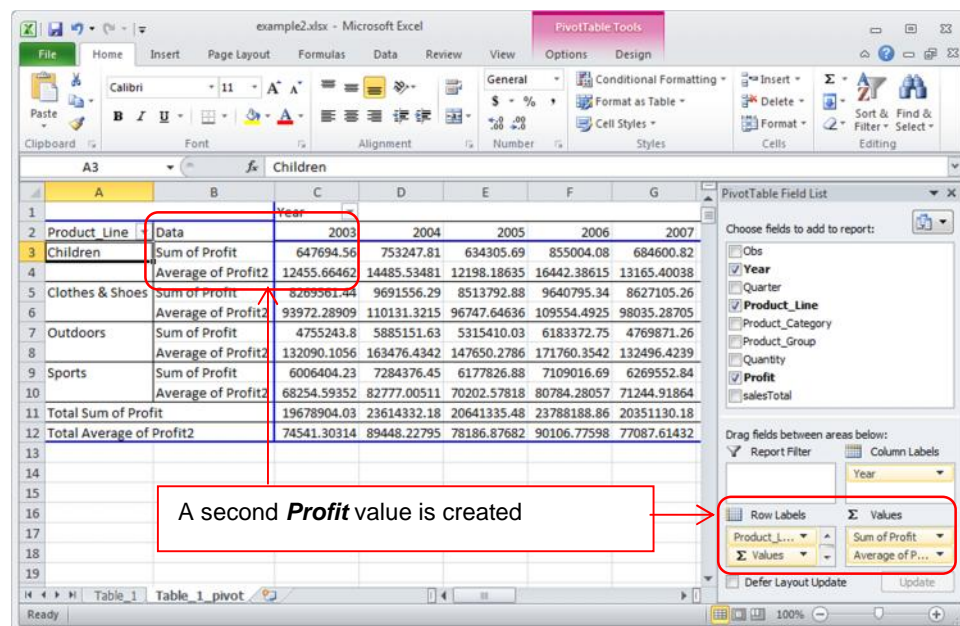 example2.xlsx - Microsoft Excel
PivotTable Tools
File Home Insert Page Layout Formulas Data Review View Options Design
Paste
Calibri 11 A A
B I U A
General
$ % ,
.00 .00
Conditional Formatting
Format as Table
Cell Styles
Insert
Delete
Format
Σ
Sort & Filter
Find & Select
Clipboard Font Alignment Number Styles Cells Editing
A3 fx Children
A B C D E F G
1 Year
2 Product_Line Data 2003 2004 2005 2006 2007
3 Children Sum of Profit 647694.56 753247.81 634305.69 855004.08 684600.82
4 Average of Profit2 12455.66462 14485.53481 12198.18635 16442.38615 13165.40038
5 Clothes & Shoes Sum of Profit 8269561.44 9691556.29 8513792.88 9640795.34 8627105.26
6 Average of Profit2 93972.28909 110131.3215 96747.64636 109554.4925 98035.28705
7 Outdoors Sum of Profit 4755243.8 5885151.63 5315410.03 6183372.75 4769871.26
8 Average of Profit2 132090.1056 163476.4342 147650.2786 171760.3542 132496.4239
9 Sports Sum of Profit 6006404.23 7284376.45 6177826.88 7109016.69 6269552.84
10 Average of Profit2 68254.59352 82777.00511 70202.57818 80784.28057 71244.91864
11 Total Sum of Profit 19678904.03 23614332.18 20641335.48 23788188.86 20351130.18
12 Total Average of Profit2 74541.30314 89448.22795 78186.87682 90106.77598 77087.61432
13
14
15
16
17
18
19
A second Profit value is created
PivotTable Field List
Choose fields to add to report:
Obs
Year
Quarter
Product_Line
Product_Category
Product_Group
Quantity
Profit
salesTotal
Drag fields between areas below:
Report Filter Column Labels
Year
Row Labels Σ Values
Product_L... Sum of Profit
Σ Values Average of P...
Defer Layout Update Update
Table_1 Table_1_pivot
Ready 100%